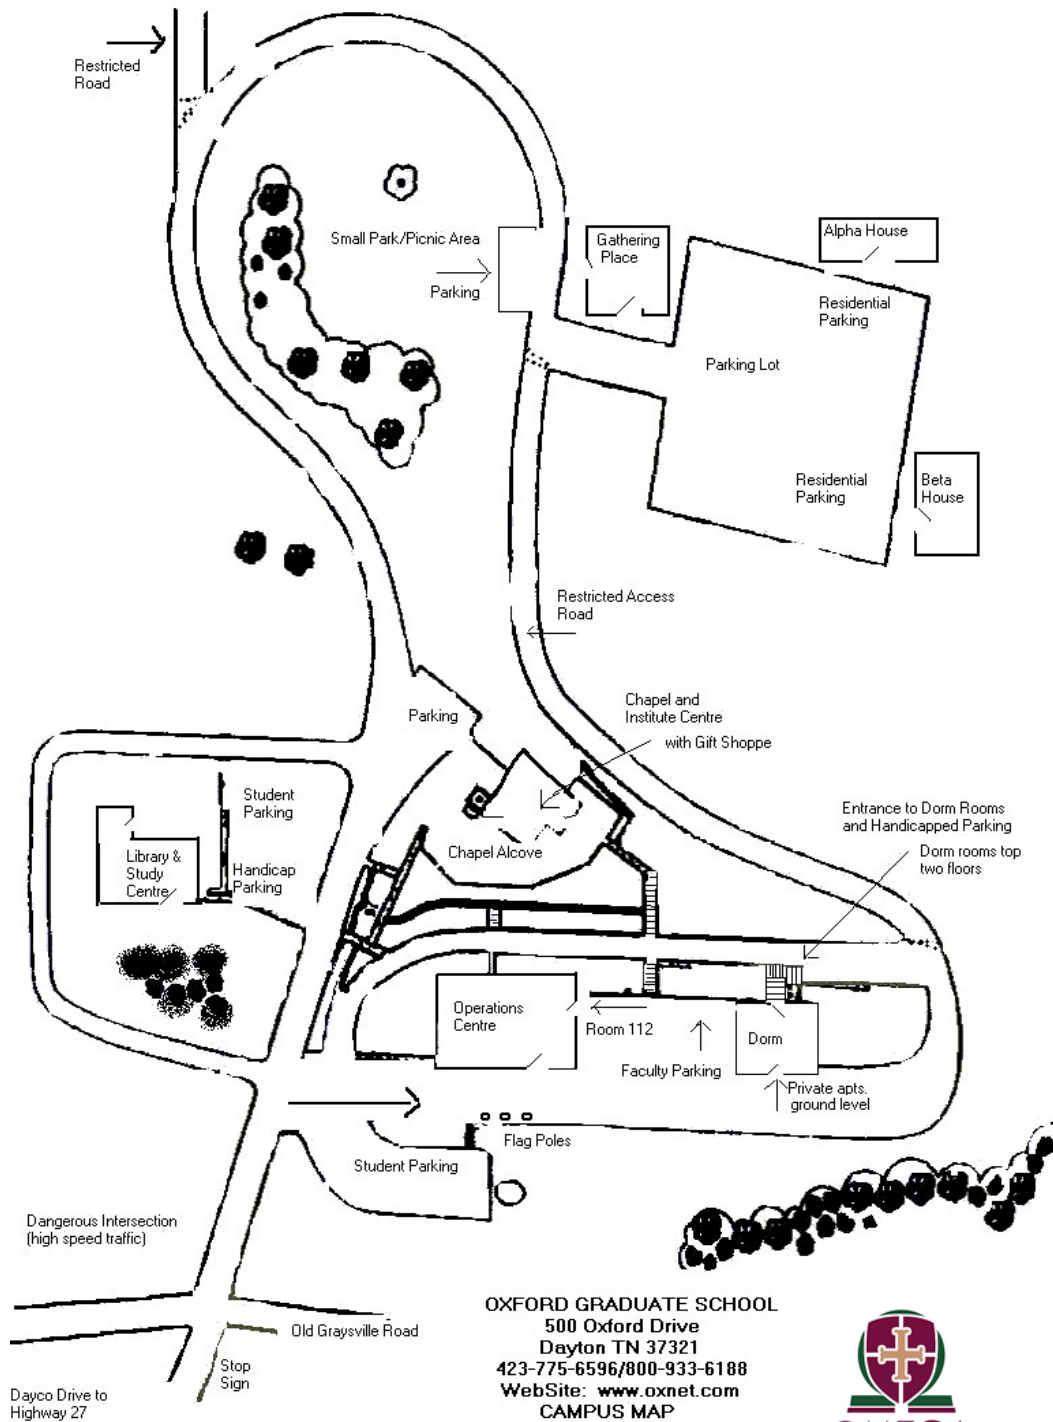 Restricted
Road
Small Park/Picnic Area
Parking
Gathering
Place
Alpha House
Residential
Parking
Parking Lot
Residential
Parking
Beta
House
Restricted Access
Road
Chapel and
Institute Centre
with Gift Shoppe
Parking
Student
Parking
Library &
Study
Centre
Handicap
Parking
Chapel Alcove
Entrance to Dorm Rooms
and Handicapped Parking
Dorm rooms top
two floors
Operations
Centre
Room 112
Faculty Parking
Dorm
Private apts.
ground level
Flag Poles
Student Parking
Dangerous Intersection
(high speed traffic)
Old Graysville Road
Stop
Sign
Dayco Drive to
Highway 27
OXFORD GRADUATE SCHOOL
500 Oxford Drive
Dayton TN 37321
423-775-6596/800-933-6188
WebSite: www.oxnet.com
CAMPUS MAP